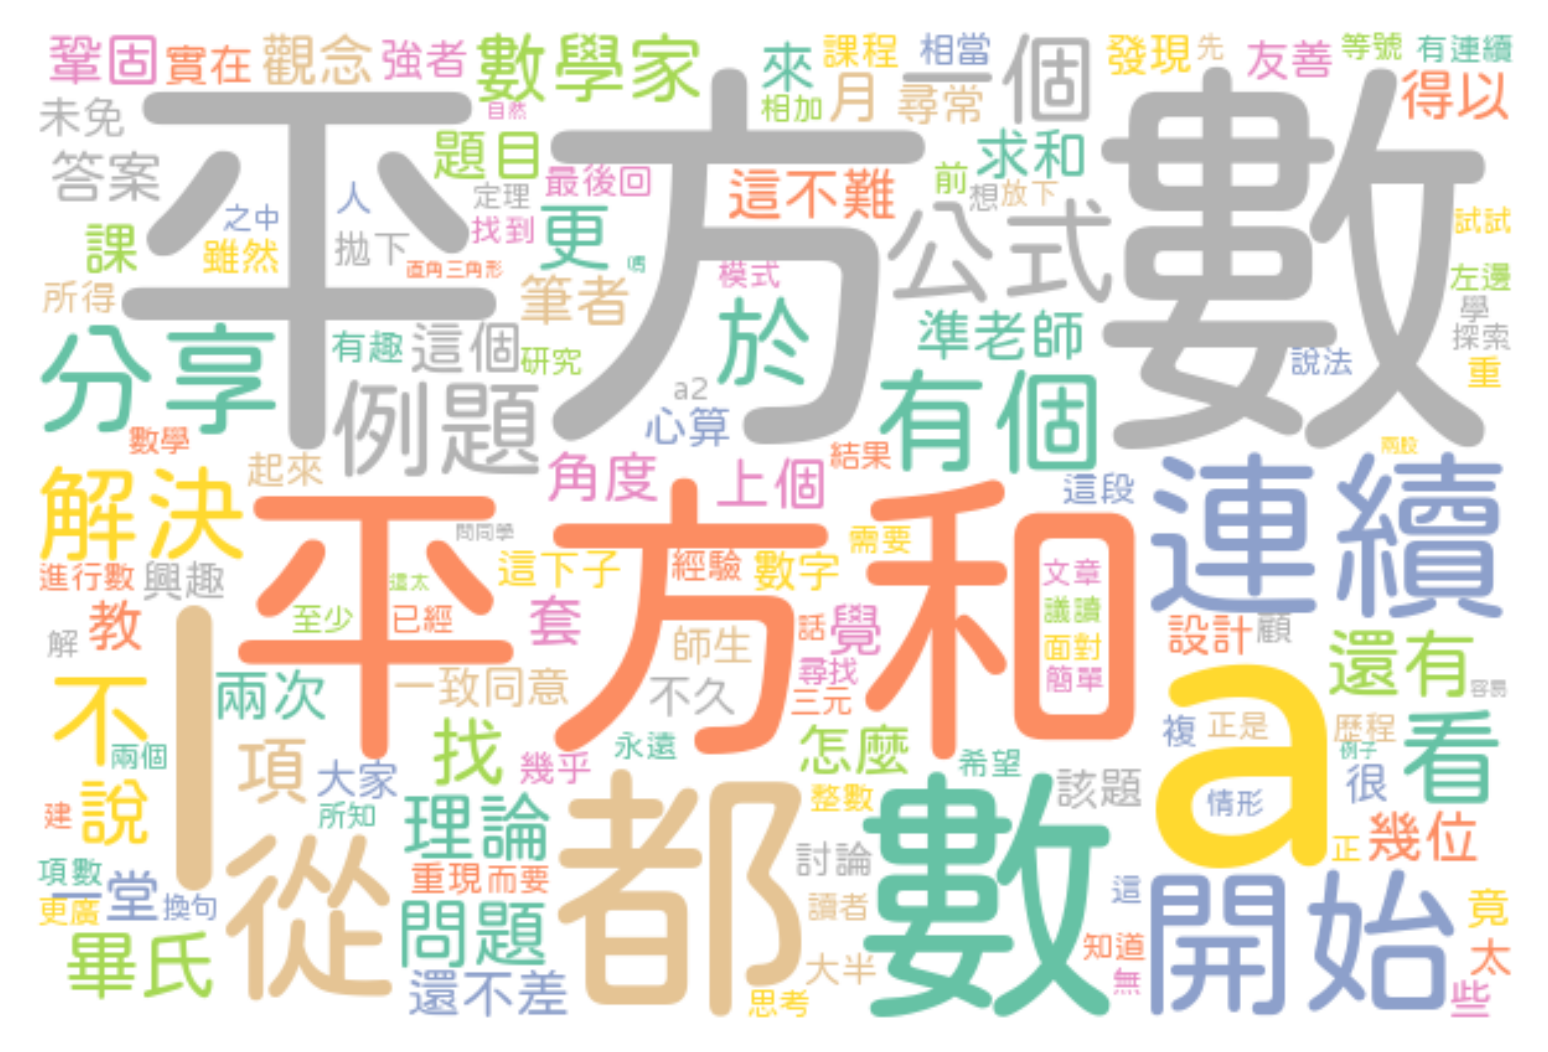 鞏固 實在 觀念 強者 數學家 來 課程 相當 一個 發現 先 友善 等號 有連續
未免 自然 相加 月 尋常 得以
平方數
答案 題目 定理 最後回 這不難 前 求和 想 放下
課 之中 人 找到 更 公式 試試
雖然 拋下 直角三角形 嗎 模式 左邊
所得 筆者 學
分享 有趣 這個 研究 於 準老師 說法 探索
例題 a2 心算 有個 重
數學 起來 角度 上個 結果 兩股
解決 問同學 這段 連續
平方和
進行數 興趣 這太 這下子 經驗 數字 需要 文章
教 至少 已經 套 話 覺 議讀 設計 顧
解 師生 尋找 面對 還有
不 兩次 一致同意 不久 三元 簡單 容易
兩個 項 大家 找 幾乎 永遠 怎麼 希望 複 正是 a 歷程 例子 看
建 說 l 所知 理論 整數 該題 情形 很
項數 一堂 從 重現 而要 都 討論 數 正 幾位
更廣 換句 問題 讀者 這 開始 竟
畢氏 還不差 大半 知道 太
思考 無 些